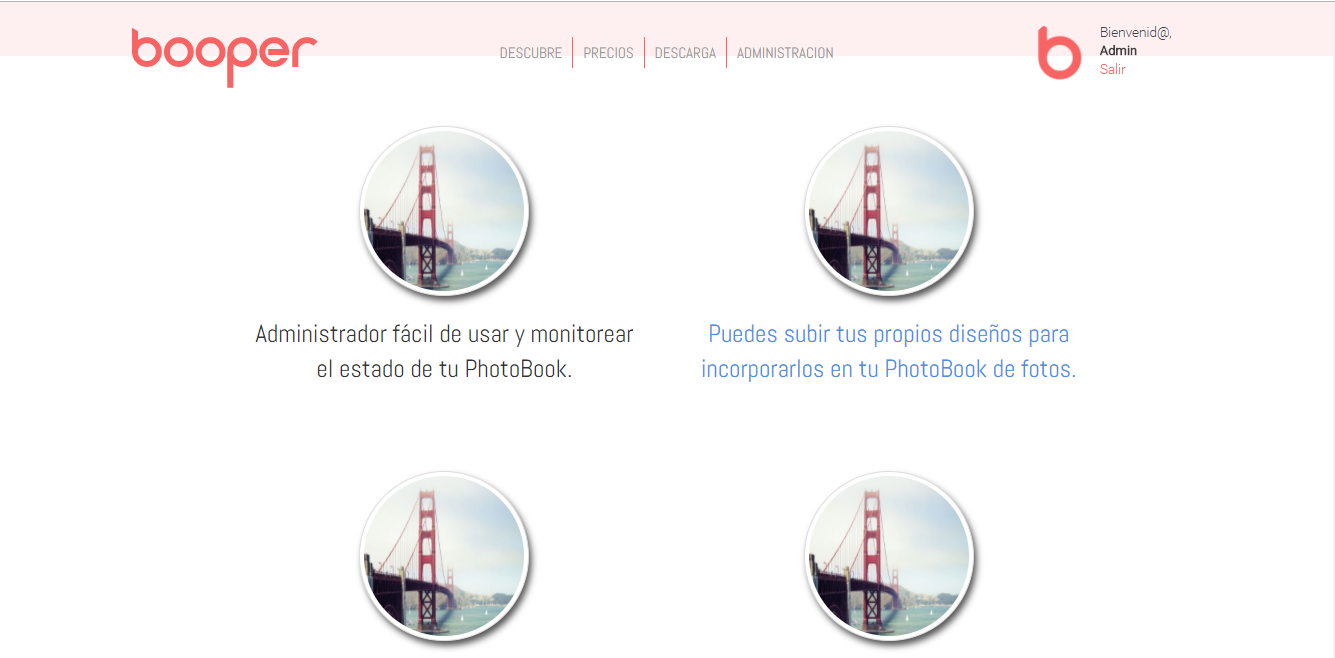 booper
DESCUBRE
PRECIOS
DESCARGA
ADMINISTRACION
b
Bienvenid@,
Admin
Salir
Administrador fácil de usar y monitorear
el estado de tu PhotoBook.
Puedes subir tus propios diseños para
incorporarlos en tu PhotoBook de fotos.